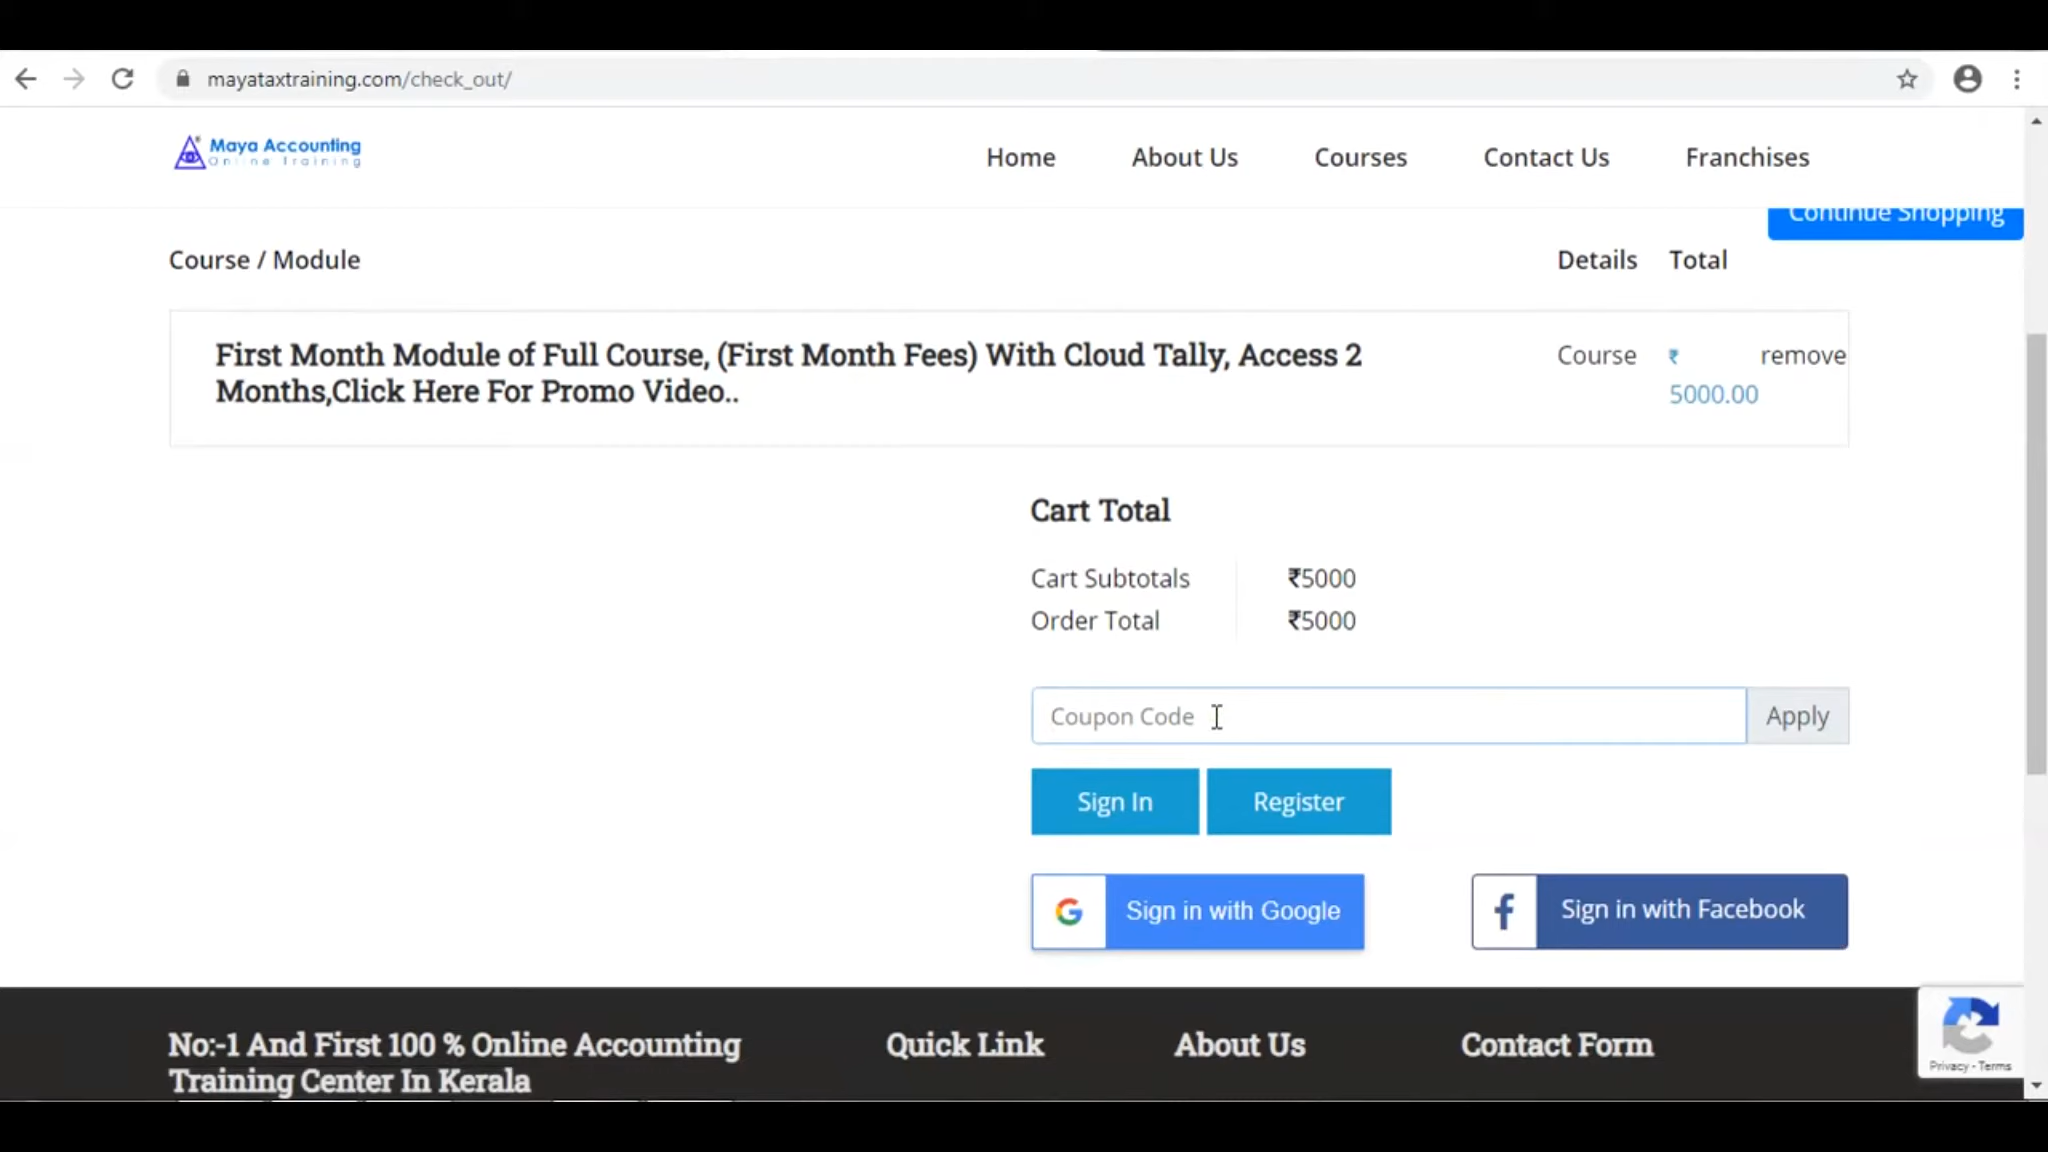 mayataxtraining.com/check_out/
Maya Accounting
Online Training
Home
About Us
Courses
Contact Us
Franchises
Continue Shopping
Course / Module
Details
Total
First Month Module of Full Course, (First Month Fees) With Cloud Tally, Access 2
Months,Click Here For Promo Video..
Course
₹
remove
5000.00
Cart Total
Cart Subtotals
₹5000
Order Total
₹5000
Coupon Code
Apply
Sign In
Register
G
Sign in with Google
f
Sign in with Facebook
No:-1 And First 100 % Online Accounting
Training Center In Kerala
Quick Link
About Us
Contact Form
Privacy - Terms